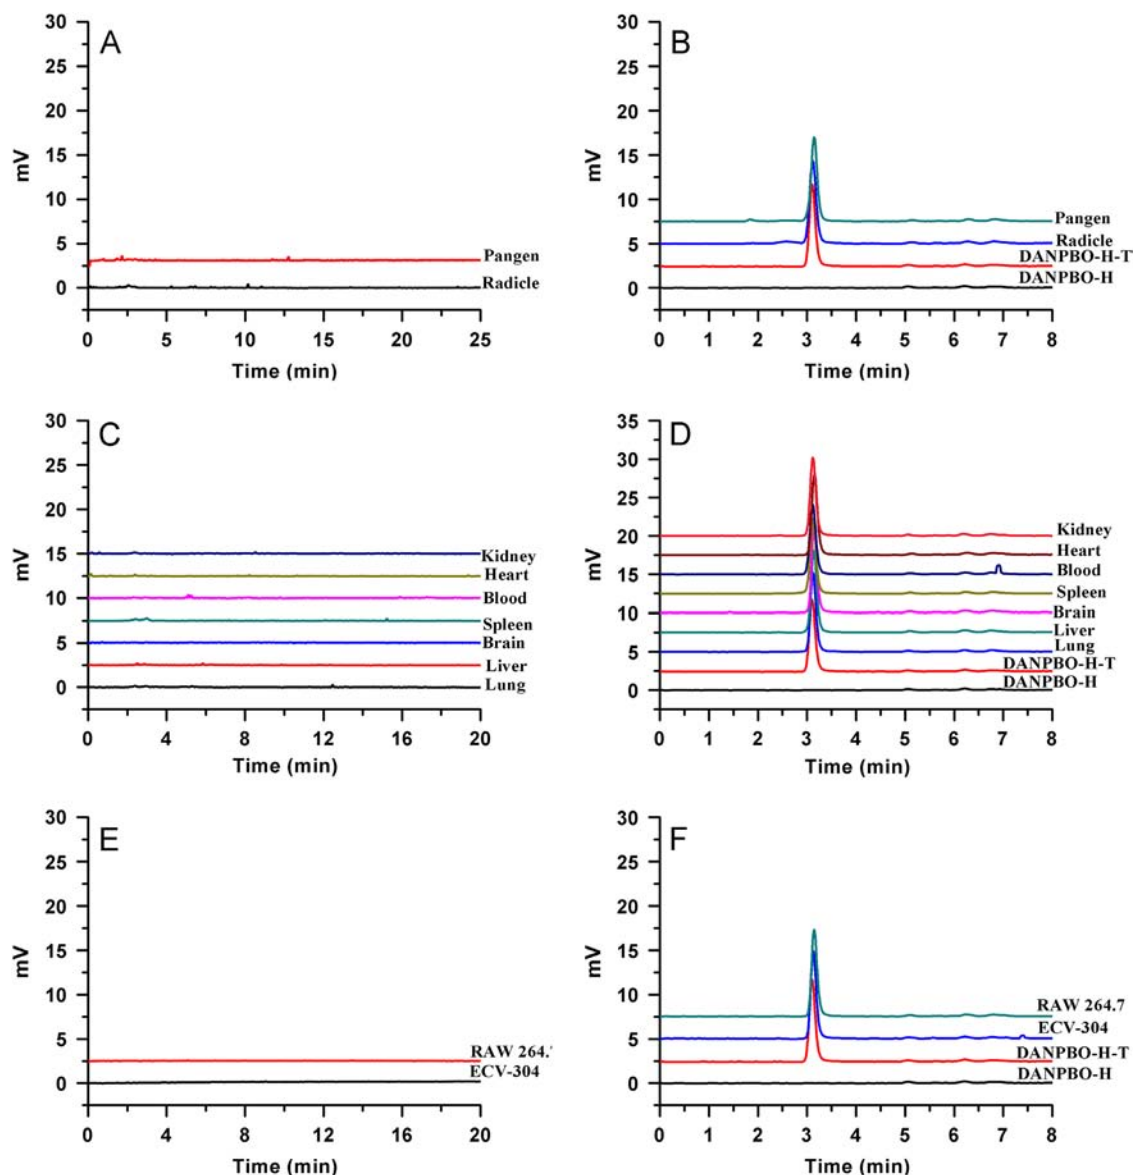 A
30
25
20
15
10
5
0
mV
Pangen
Radicle
0 5 10 15 20 25
Time (min)
B
30
25
20
15
10
5
0
mV
Pangen
Radicle
DANPBO-H-T
DANPBO-H
0 1 2 3 4 5 6 7 8
Time (min)
C
30
25
20
15
10
5
0
mV
Kidney
Heart
Blood
Spleen
Brain
Liver
Lung
0 4 8 12 16 20
Time (min)
D
35
30
25
20
15
10
5
0
mV
Kidney
Heart
Blood
Spleen
Brain
Liver
Lung
DANPBO-H-T
DANPBO-H
0 1 2 3 4 5 6 7 8
Time (min)
E
30
25
20
15
10
5
0
mV
RAW 264.
ECV-304
0 4 8 12 16 20
Time (min)
F
30
25
20
15
10
5
0
mV
RAW 264.7
ECV-304
DANPBO-H-T
DANPBO-H
0 1 2 3 4 5 6 7 8
Time (min)